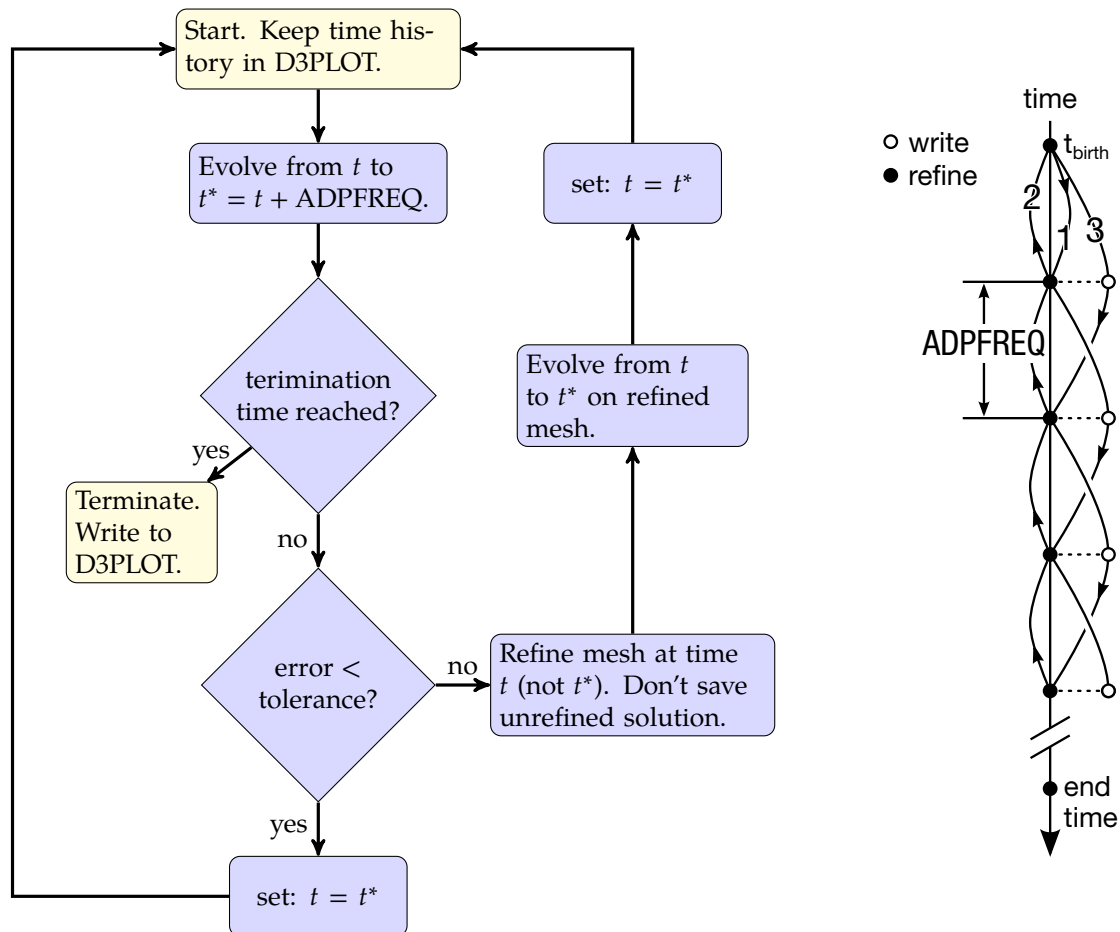 Start. Keep time his-
tory in D3PLOT.
Evolve from t to
t* = t + ADPFREQ.
terimination
time reached?
yes
Terminate.
Write to
D3PLOT.
no
error <
tolerance?
no
Refine mesh at time
t (not t*). Don't save
unrefined solution.
Evolve from t
to t* on refined
mesh.
set: t = t*
yes
set: t = t*
time
write
refine
t_birth
2
1
3
ADPFREQ
end
time